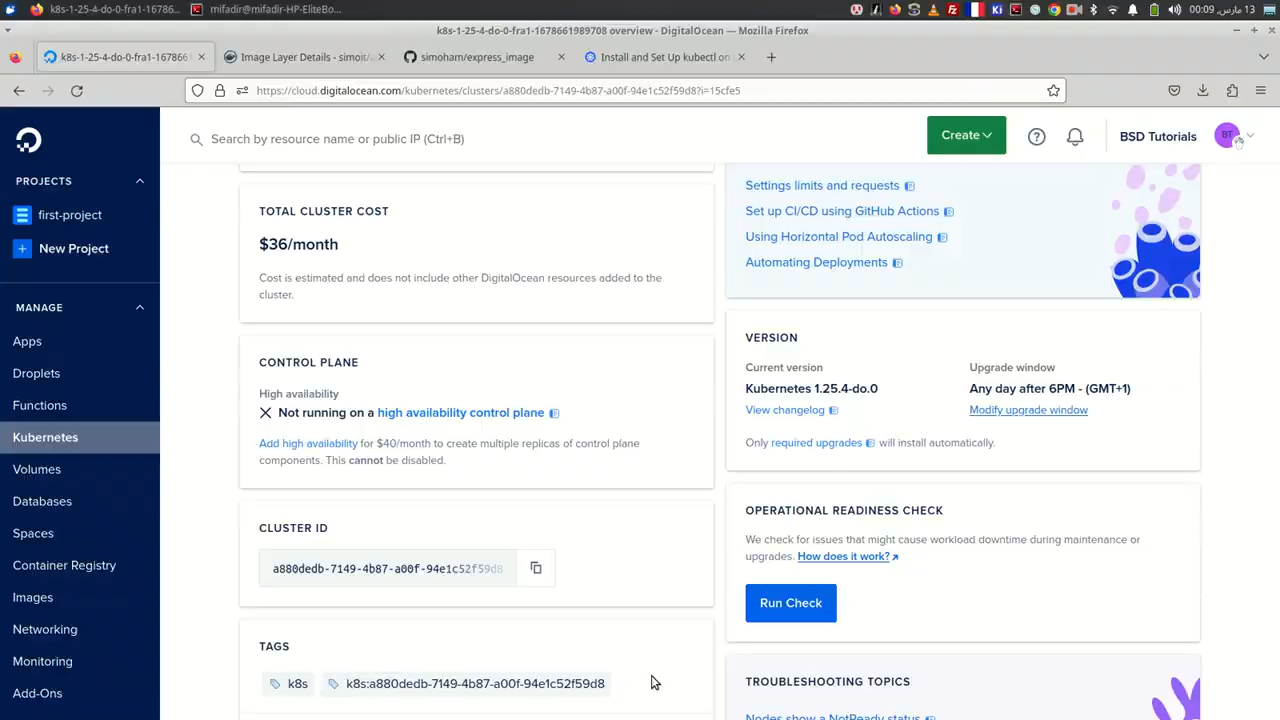 k8s-1-25-4-do-0-fra1-167866198...
mifadir@mifadir-HP-EliteBo...
00:09 ,13 مارس
k8s-1-25-4-do-0-fra1-1678661989708 overview - DigitalOcean — Mozilla Firefox
k8s-1-25-4-do-0-fra1-1678661
Image Layer Details - simoit/a
simoham/express_image
Install and Set Up kubectl on
https://cloud.digitalocean.com/kubernetes/clusters/a880dedb-7149-4b87-a00f-94e1c52f59d8?i=15cfe5
Search by resource name or public IP (Ctrl+B)
Create
BSD Tutorials
BT
PROJECTS
first-project
New Project
MANAGE
Apps
Droplets
Functions
Kubernetes
Volumes
Databases
Spaces
Container Registry
Images
Networking
Monitoring
Add-Ons
TOTAL CLUSTER COST
$36/month
Cost is estimated and does not include other DigitalOcean resources added to the
cluster.
CONTROL PLANE
High availability
Not running on a high availability control plane
Add high availability for $40/month to create multiple replicas of control plane
components. This cannot be disabled.
CLUSTER ID
a880dedb-7149-4b87-a00f-94e1c52f59d8
TAGS
k8s
k8s:a880dedb-7149-4b87-a00f-94e1c52f59d8
Settings limits and requests
Set up CI/CD using GitHub Actions
Using Horizontal Pod Autoscaling
Automating Deployments
VERSION
Current version
Kubernetes 1.25.4-do.0
View changelog
Upgrade window
Any day after 6PM - (GMT+1)
Modify upgrade window
Only required upgrades will install automatically.
OPERATIONAL READINESS CHECK
We check for issues that might cause workload downtime during maintenance or
upgrades. How does it work?
Run Check
TROUBLESHOOTING TOPICS
Nodes show a NotReady status